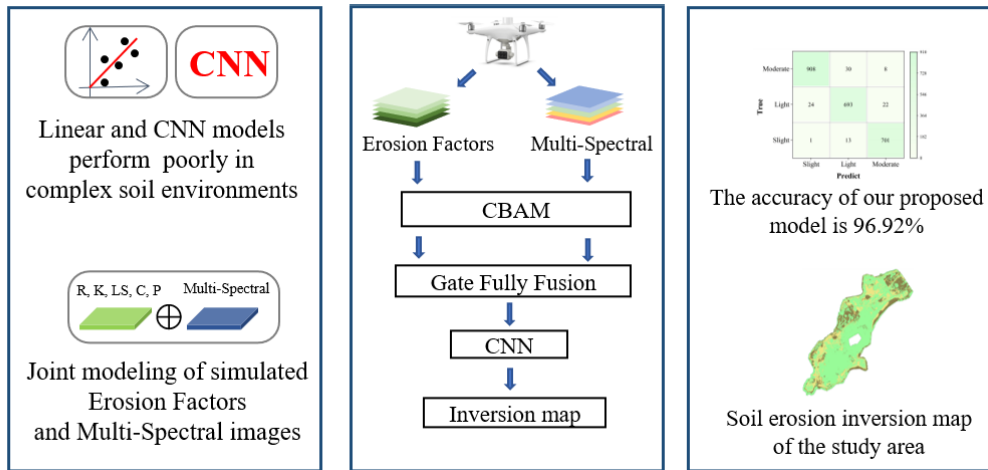 CNN
Linear and CNN models
perform poorly in
complex soil environments
R, K, LS, C, P
Multi-Spectral
Joint modeling of simulated
Erosion Factors
and Multi-Spectral images
Erosion Factors
Multi-Spectral
CBAM
Gate Fully Fusion
CNN
Inversion map
True
Moderate
908
30
8
Light
24
693
22
Slight
1
13
701
Slight
Light
Moderate
Predict
The accuracy of our proposed
model is 96.92%
Soil erosion inversion map
of the study area